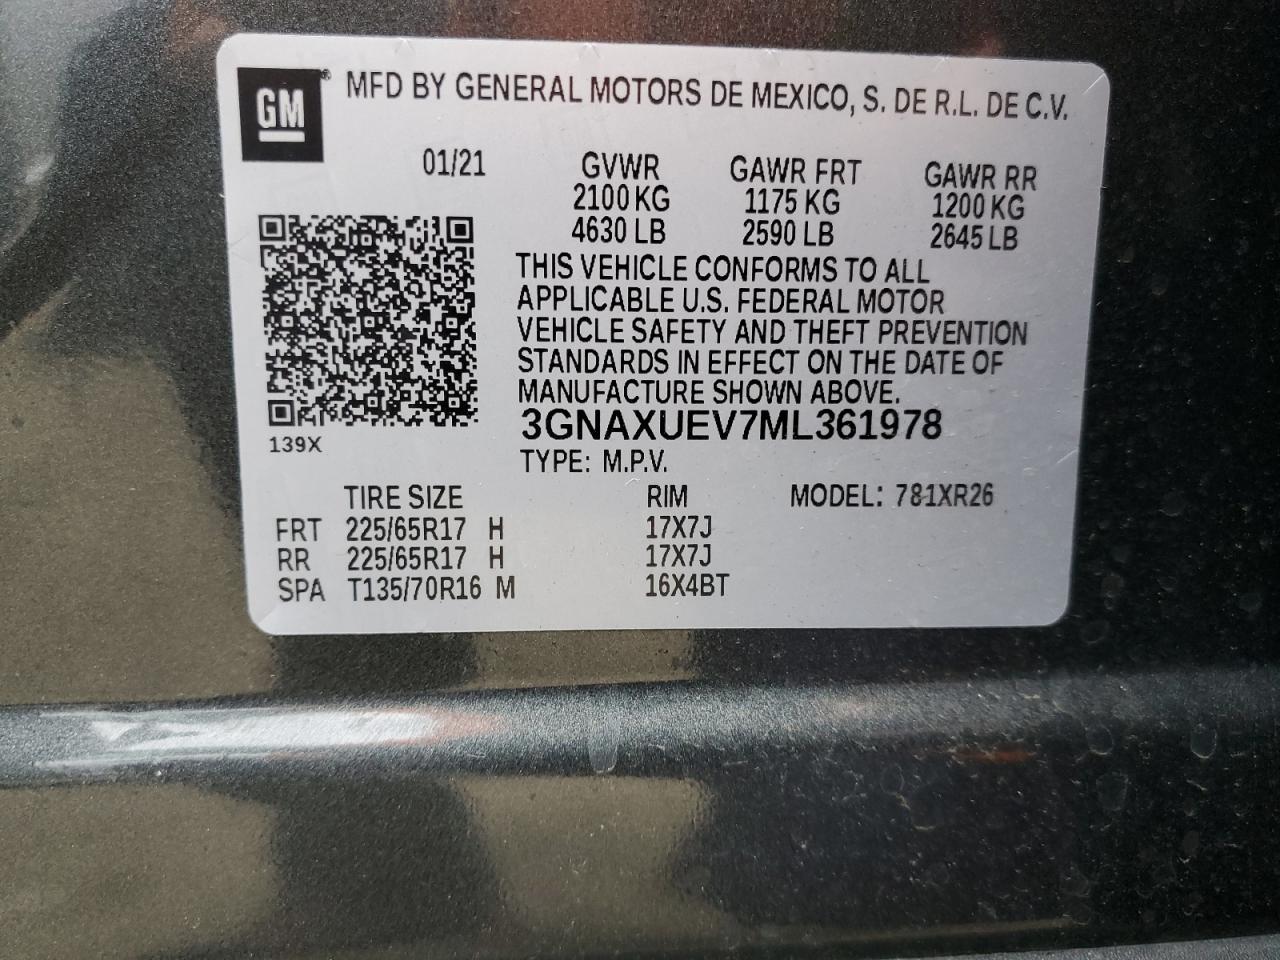 GM ® MFD BY GENERAL MOTORS DE MEXICO, S. DE R.L. DE C.V.
01/21 GVWR GAWR FRT GAWR RR
2100 KG 1175 KG 1200 KG
4630 LB 2590 LB 2645 LB
THIS VEHICLE CONFORMS TO ALL
APPLICABLE U.S. FEDERAL MOTOR
VEHICLE SAFETY AND THEFT PREVENTION
STANDARDS IN EFFECT ON THE DATE OF
MANUFACTURE SHOWN ABOVE.
3GNAXUEV7ML361978
139X
TYPE: M.P.V.
TIRE SIZE RIM MODEL: 781XR26
FRT 225/65R17 H 17X7J
RR 225/65R17 H 17X7J
SPA T135/70R16 M 16X4BT